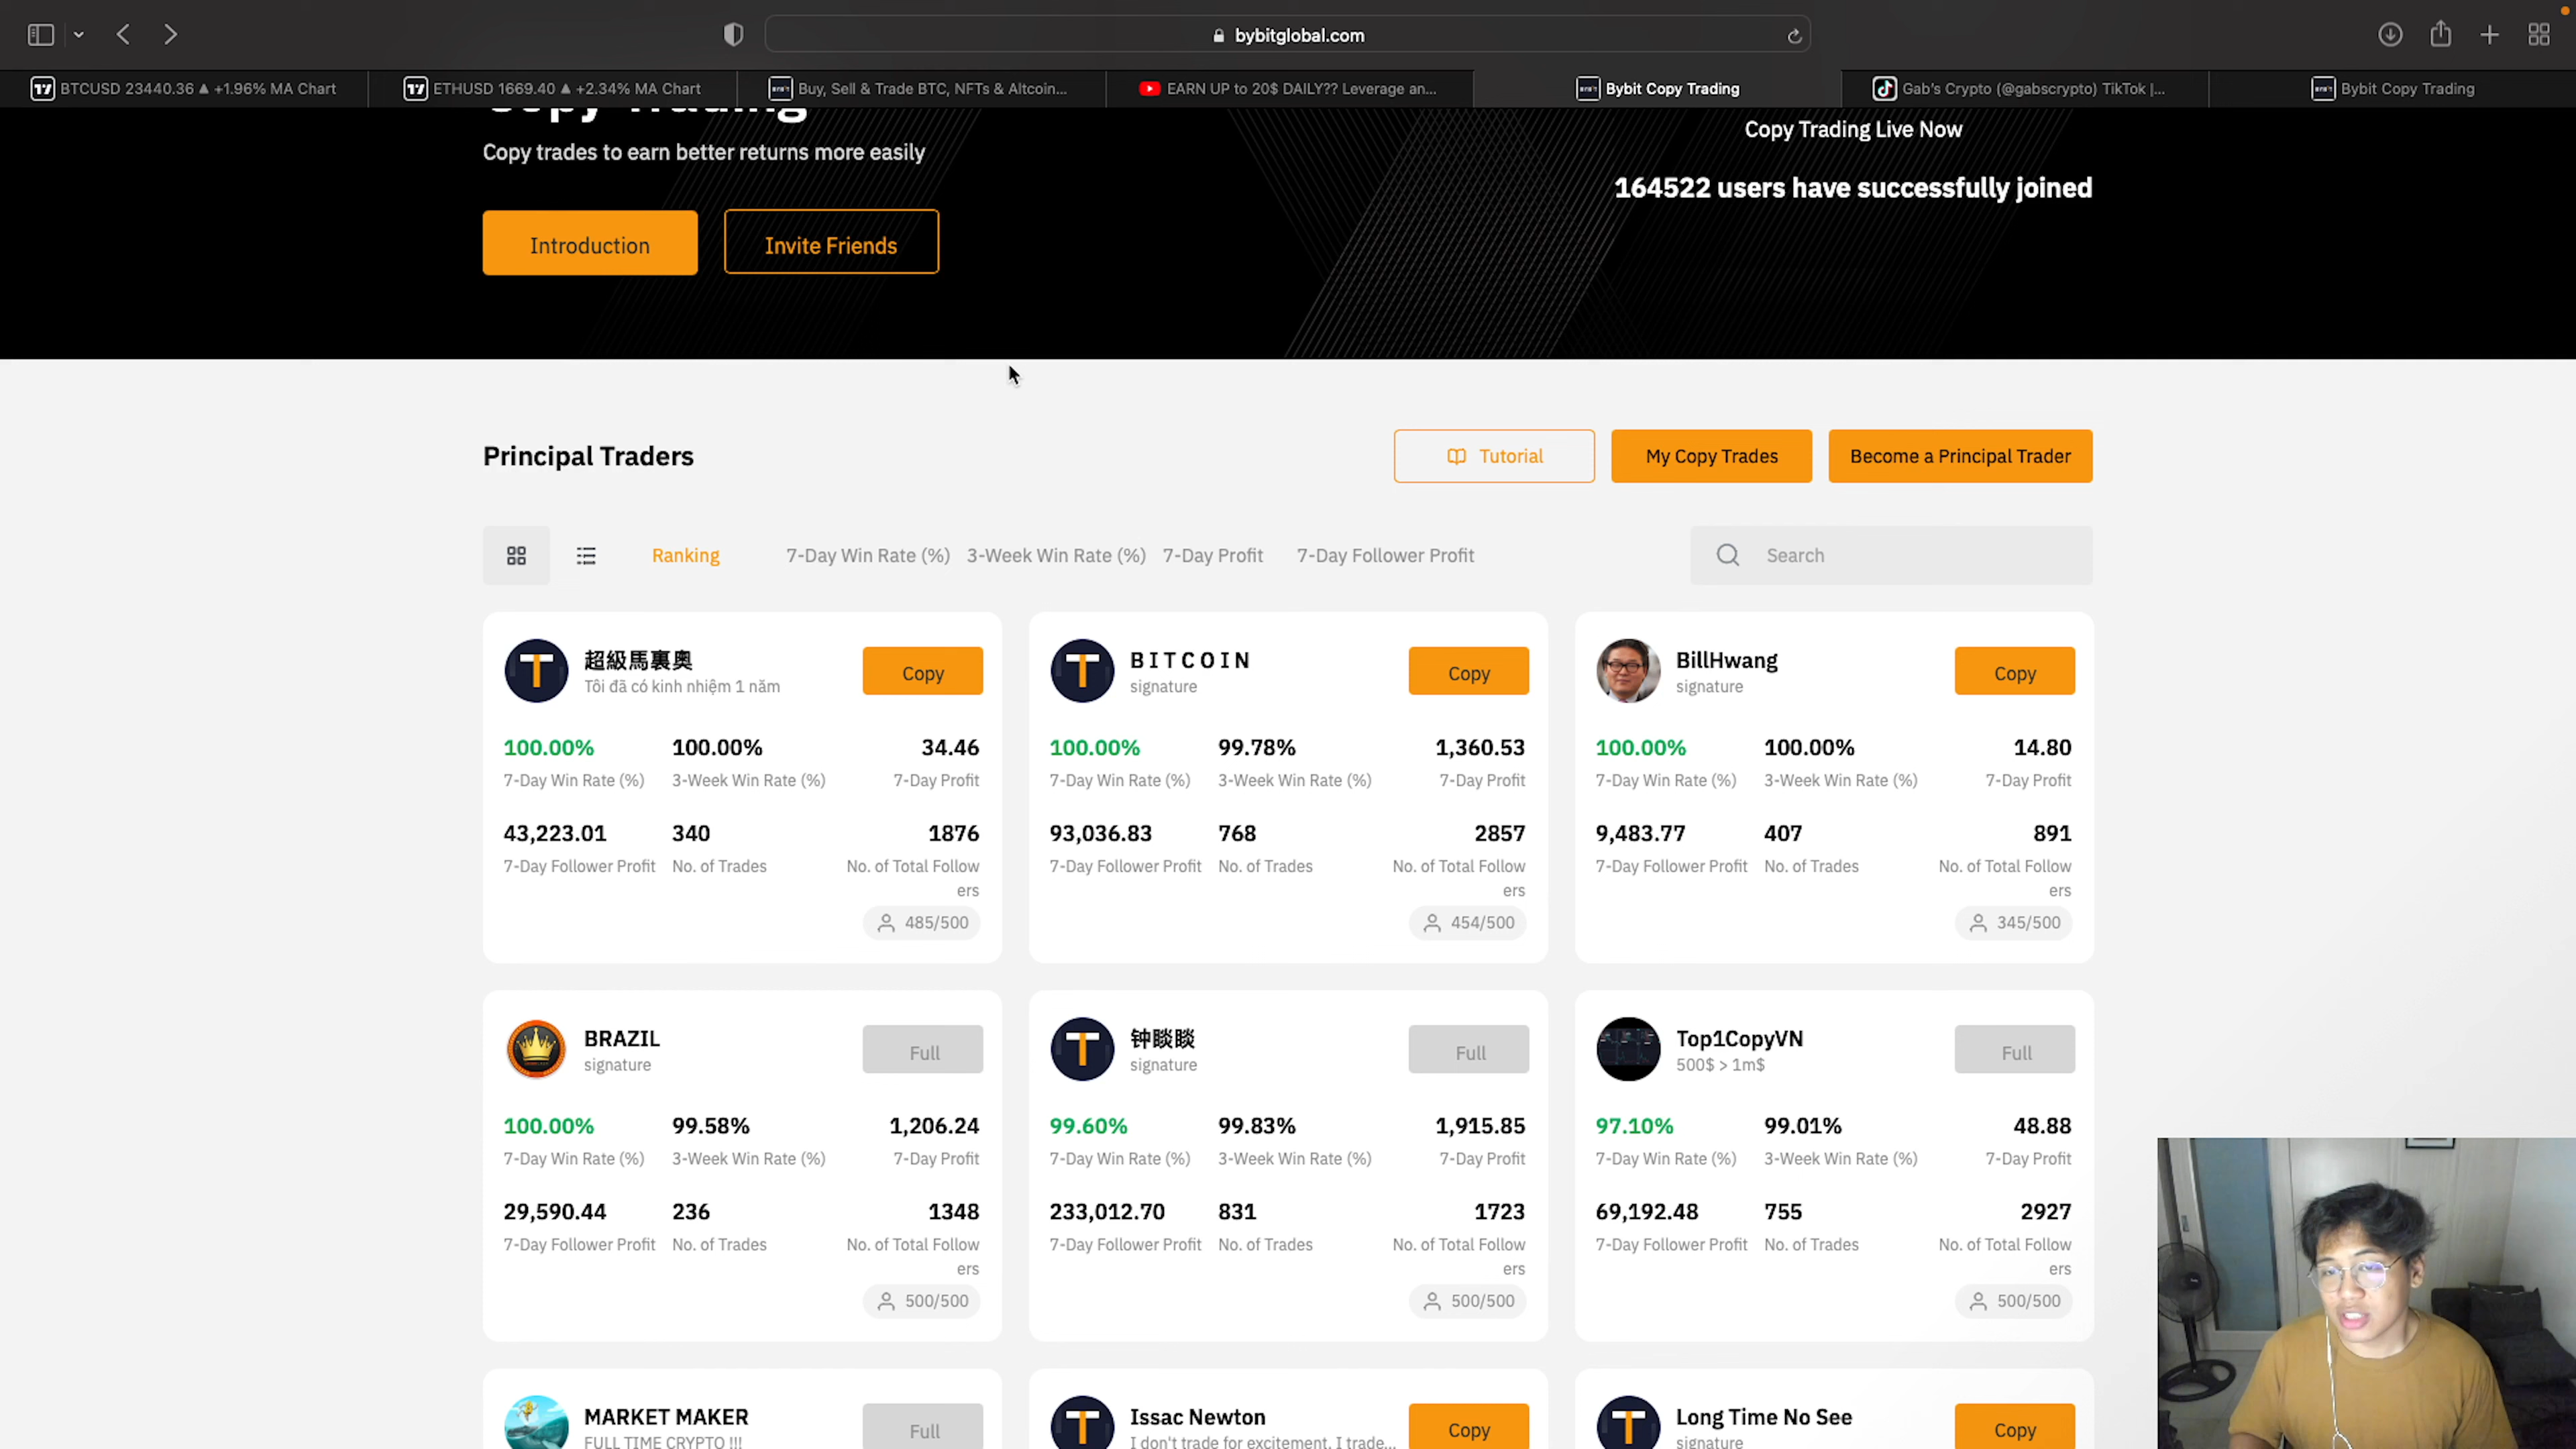 bybitglobal.com
BTCUSD 23440.36 ▲ +1.96% MA Chart
ETHUSD 1669.40 ▲ +2.34% MA Chart
Buy, Sell & Trade BTC, NFTs & Altcoin...
EARN UP to 20$ DAILY?? Leverage an...
Bybit Copy Trading
Gab's Crypto (@gabscrypto) TikTok |...
Bybit Copy Trading
Copy Trading
Copy trades to earn better returns more easily
Introduction
Invite Friends
Copy Trading Live Now
164522 users have successfully joined
Principal Traders
Tutorial
My Copy Trades
Become a Principal Trader
Ranking
7-Day Win Rate (%)
3-Week Win Rate (%)
7-Day Profit
7-Day Follower Profit
Search
超級馬裏奧
Tôi đã có kinh nhiệm 1 năm
Copy
100.00% 100.00% 34.46
7-Day Win Rate (%) 3-Week Win Rate (%) 7-Day Profit
43,223.01 340 1876
7-Day Follower Profit No. of Trades No. of Total Follow
ers
485/500
B I T C O I N
signature
Copy
100.00% 99.78% 1,360.53
7-Day Win Rate (%) 3-Week Win Rate (%) 7-Day Profit
93,036.83 768 2857
7-Day Follower Profit No. of Trades No. of Total Follow
ers
454/500
BillHwang
signature
Copy
100.00% 100.00% 14.80
7-Day Win Rate (%) 3-Week Win Rate (%) 7-Day Profit
9,483.77 407 891
7-Day Follower Profit No. of Trades No. of Total Follow
ers
345/500
BRAZIL
signature
Full
100.00% 99.58% 1,206.24
7-Day Win Rate (%) 3-Week Win Rate (%) 7-Day Profit
29,590.44 236 1348
7-Day Follower Profit No. of Trades No. of Total Follow
ers
500/500
钟睒睒
signature
Full
99.60% 99.83% 1,915.85
7-Day Win Rate (%) 3-Week Win Rate (%) 7-Day Profit
233,012.70 831 1723
7-Day Follower Profit No. of Trades No. of Total Follow
ers
500/500
Top1CopyVN
500$ > 1m$
Full
97.10% 99.01% 48.88
7-Day Win Rate (%) 3-Week Win Rate (%) 7-Day Profit
69,192.48 755 2927
7-Day Follower Profit No. of Trades No. of Total Follow
ers
500/500
MARKET MAKER
FULL TIME CRYPTO !!!
Full
Issac Newton
I don't trade for excitement, I trade...
Copy
Long Time No See
signature
Copy